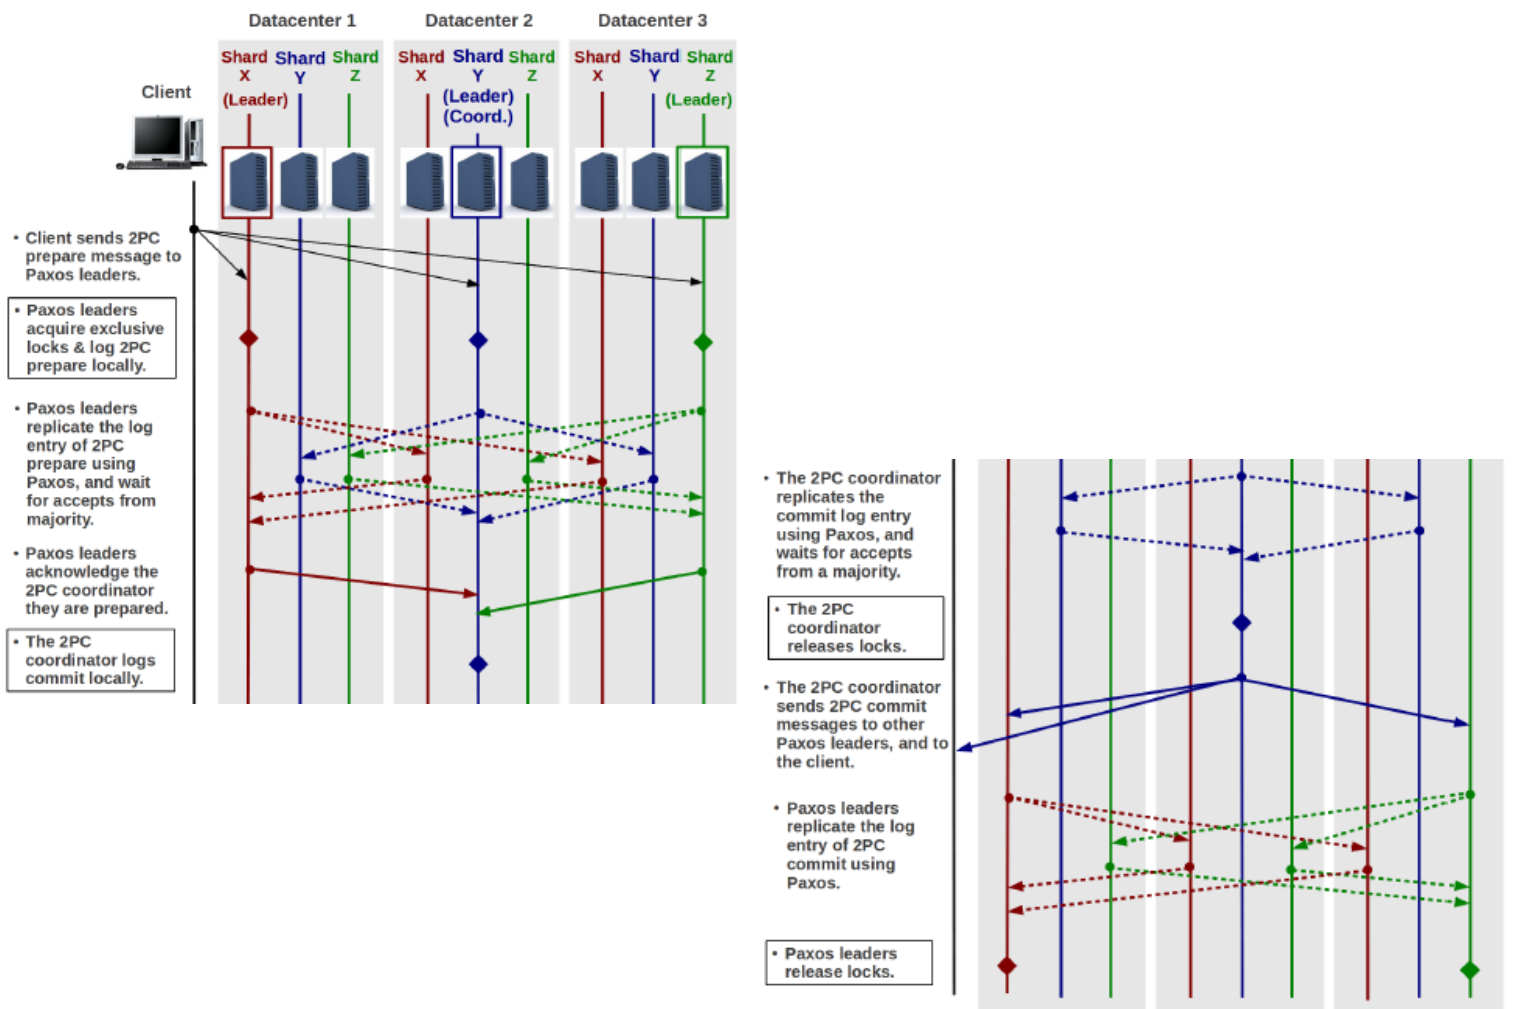 Datacenter 1 Datacenter 2 Datacenter 3
Shard Shard Shard Shard Shard Shard Shard Shard Shard
X Y Z X Y Z X Y Z
(Leader) (Leader) (Leader)
(Coord.)
Client
• Client sends 2PC
prepare message to
Paxos leaders.
• Paxos leaders
acquire exclusive
locks & log 2PC
prepare locally.
• Paxos leaders
replicate the log
entry of 2PC
prepare using
Paxos, and wait
for accepts from
majority.
• Paxos leaders
acknowledge the
2PC coordinator
they are prepared.
• The 2PC
coordinator logs
commit locally.
• The 2PC coordinator
replicates the
commit log entry
using Paxos, and
waits for accepts
from a majority.
• The 2PC
coordinator
releases locks.
• The 2PC coordinator
sends 2PC commit
messages to other
Paxos leaders, and to
the client.
• Paxos leaders
replicate the log
entry of 2PC
commit using
Paxos.
• Paxos leaders
release locks.